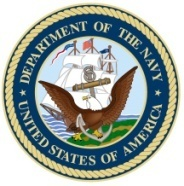 DEPARTMENT OF THE NAVY
UNITED STATES OF AMERICA